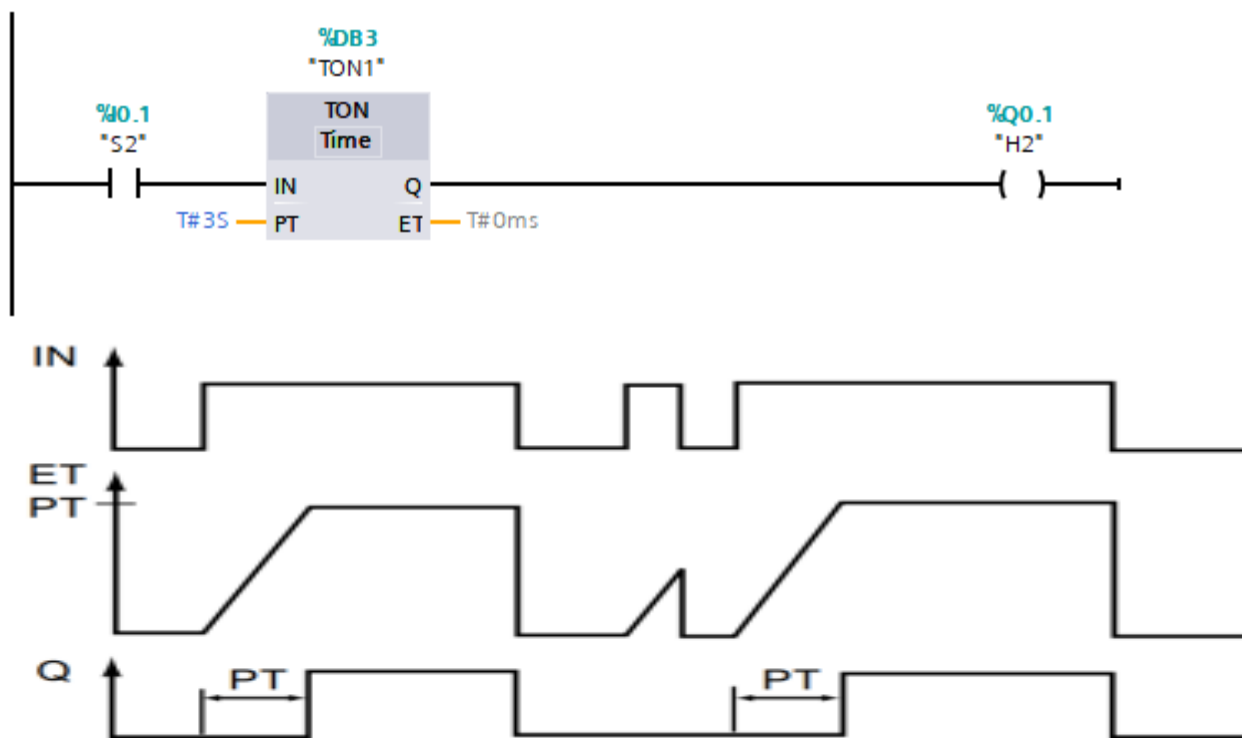 %DB3
"TON1"
%I0.1
"S2"
TON
Time
%Q0.1
"H2"
IN
Q
T#3S
PT
ET
T#0ms
IN
ET
PT
Q
PT
PT